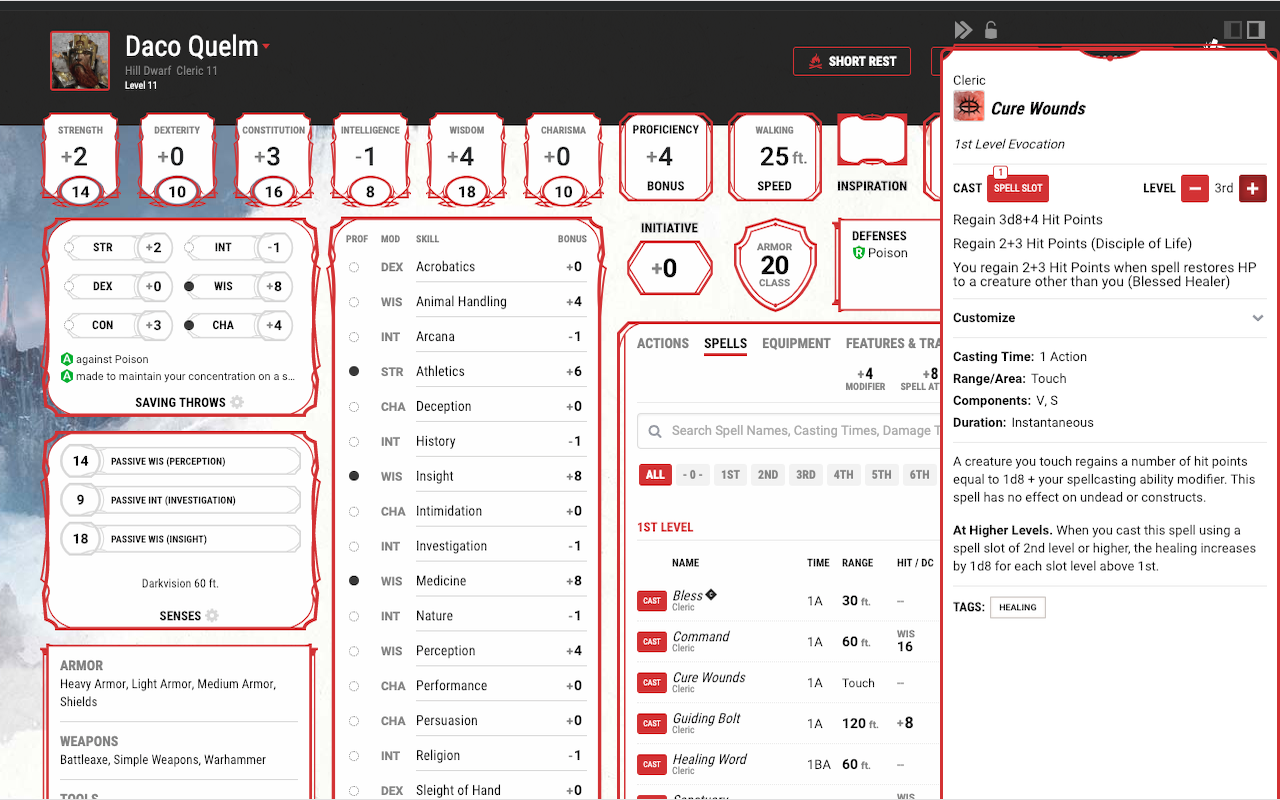 Daco Quelm
Hill Dwarf Cleric 11
Level 11
SHORT REST
STRENGTH
+2
14
DEXTERITY
+0
10
CONSTITUTION
+3
16
INTELLIGENCE
-1
8
WISDOM
+4
18
CHARISMA
+0
10
PROFICIENCY
+4
BONUS
WALKING
25 ft.
SPEED
INSPIRATION
STR +2
INT -1
DEX +0
WIS +8
CON +3
CHA +4
A against Poison
A made to maintain your concentration on a s...
SAVING THROWS
14 PASSIVE WIS (PERCEPTION)
9 PASSIVE INT (INVESTIGATION)
18 PASSIVE WIS (INSIGHT)
Darkvision 60 ft.
SENSES
ARMOR
Heavy Armor, Light Armor, Medium Armor,
Shields
WEAPONS
Battleaxe, Simple Weapons, Warhammer
TOOLS
PROF MOD SKILL BONUS
DEX Acrobatics +0
WIS Animal Handling +4
INT Arcana -1
STR Athletics +6
CHA Deception +0
INT History -1
WIS Insight +8
CHA Intimidation +0
INT Investigation -1
WIS Medicine +8
INT Nature -1
WIS Perception +4
CHA Performance +0
CHA Persuasion +0
INT Religion -1
DEX Sleight of Hand +0
INITIATIVE
+0
ARMOR
20
CLASS
DEFENSES
R Poison
ACTIONS SPELLS EQUIPMENT FEATURES & TRA
+4
MODIFIER
+8
SPELL AT
Search Spell Names, Casting Times, Damage T
ALL - 0 - 1ST 2ND 3RD 4TH 5TH 6TH
1ST LEVEL
NAME TIME RANGE HIT / DC
CAST Bless C 1A 30 ft. --
Cleric
CAST Command 1A 60 ft. WIS 16
Cleric
CAST Cure Wounds 1A Touch --
Cleric
CAST Guiding Bolt 1A 120 ft. +8
Cleric
CAST Healing Word 1BA 60 ft. --
Cleric
Sanctuary WIS
Cleric
Cure Wounds
1st Level Evocation
CAST 1 SPELL SLOT LEVEL − 3rd +
Regain 3d8+4 Hit Points
Regain 2+3 Hit Points (Disciple of Life)
You regain 2+3 Hit Points when spell restores HP
to a creature other than you (Blessed Healer)
Customize
Casting Time: 1 Action
Range/Area: Touch
Components: V, S
Duration: Instantaneous
A creature you touch regains a number of hit points
equal to 1d8 + your spellcasting ability modifier. This
spell has no effect on undead or constructs.
At Higher Levels. When you cast this spell using a
spell slot of 2nd level or higher, the healing increases
by 1d8 for each slot level above 1st.
TAGS: HEALING